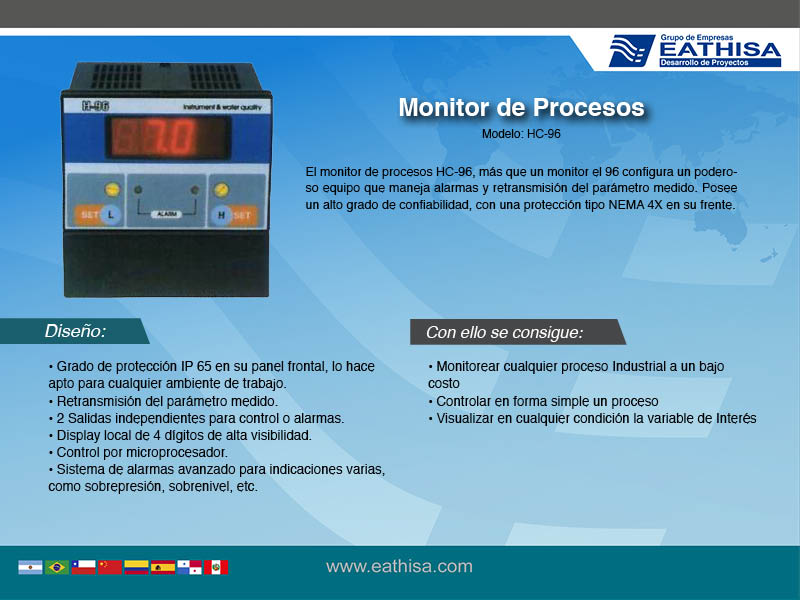 Grupo de Empresas
EATHISA
Desarrollo de Proyectos
H-96
Instrument & water quality
7.0
SET L
ALARM
H SET
Monitor de Procesos
Modelo: HC-96
El monitor de procesos HC-96, más que un monitor el 96 configura un podero-
so equipo que maneja alarmas y retransmisión del parámetro medido. Posee
un alto grado de confiabilidad, con una protección tipo NEMA 4X en su frente.
Diseño:
• Grado de protección IP 65 en su panel frontal, lo hace
apto para cualquier ambiente de trabajo.
• Retransmisión del parámetro medido.
• 2 Salidas independientes para control o alarmas.
• Display local de 4 dígitos de alta visibilidad.
• Control por microprocesador.
• Sistema de alarmas avanzado para indicaciones varias,
como sobrepresión, sobrenivel, etc.
Con ello se consigue:
• Monitorear cualquier proceso Industrial a un bajo
costo
• Controlar en forma simple un proceso
• Visualizar en cualquier condición la variable de Interés
www.eathisa.com